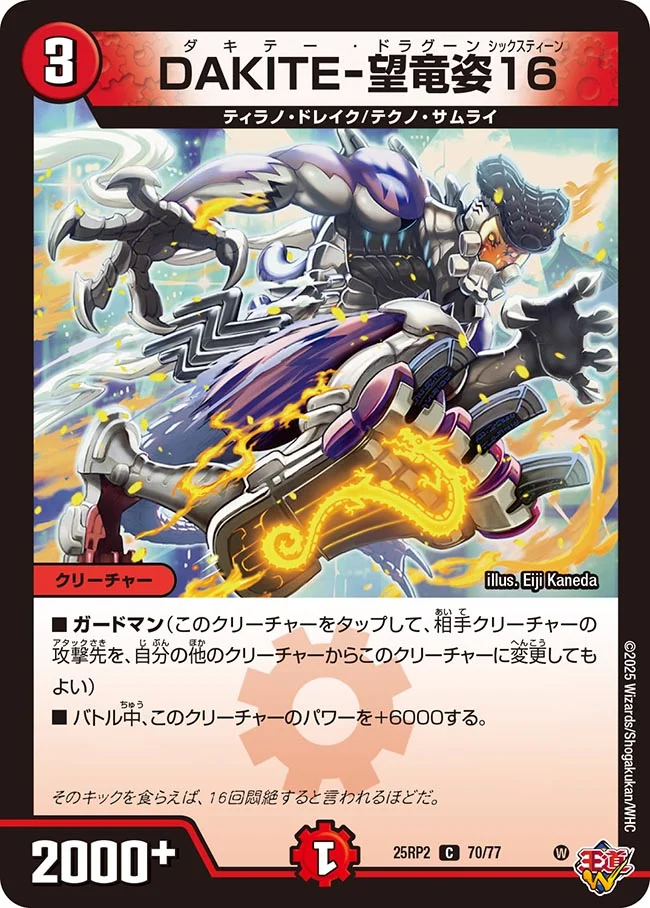 3
ダキテー・ドラグーン シックスティーン
DAKITE-望竜姿16
ティラノ・ドレイク/テクノ・サムライ
クリーチャー
illus. Eiji Kaneda
■ ガードマン(このクリーチャーをタップして、相手クリーチャーの
攻撃先を、自分の他のクリーチャーからこのクリーチャーに変更しても
よい)
■ バトル中、このクリーチャーのパワーを+6000する。
そのキックを食らえば、16回悶絶すると言われるほどだ。
©2025 Wizards/Shogakukan/WHC
2000+
1
25RP2 C 70/77
W
王道W